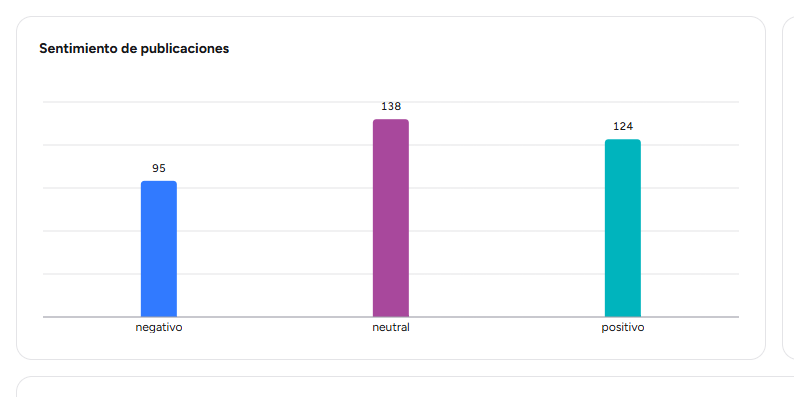 Sentimiento de publicaciones
138
124
95
negativo
neutral
positivo